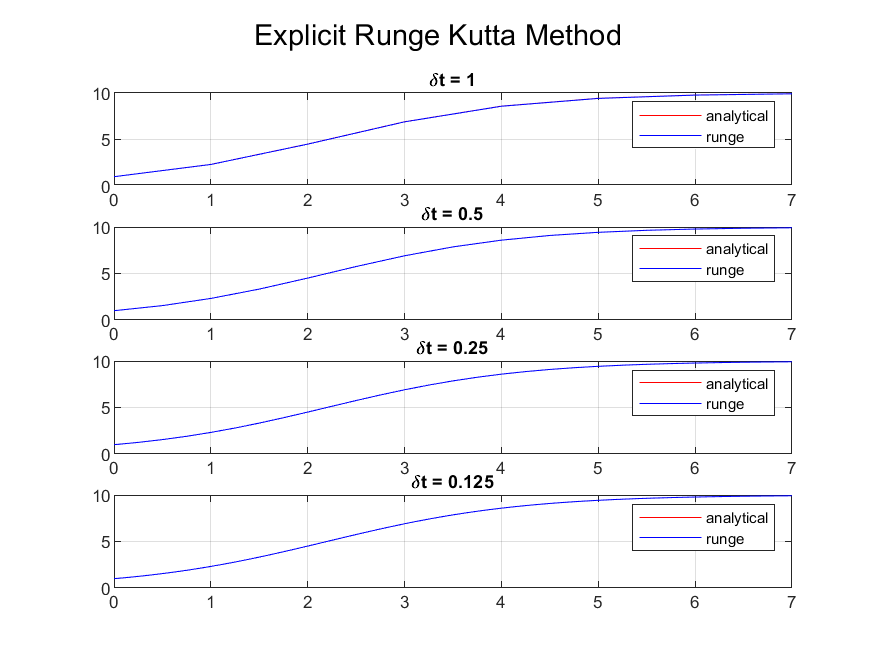 Explicit Runge Kutta Method
δt = 1
10
5
0
analytical
runge
0 1 2 3 4 5 6 7
δt = 0.5
10
5
0
analytical
runge
0 1 2 3 4 5 6 7
δt = 0.25
10
5
0
analytical
runge
0 1 2 3 4 5 6 7
δt = 0.125
10
5
0
analytical
runge
0 1 2 3 4 5 6 7